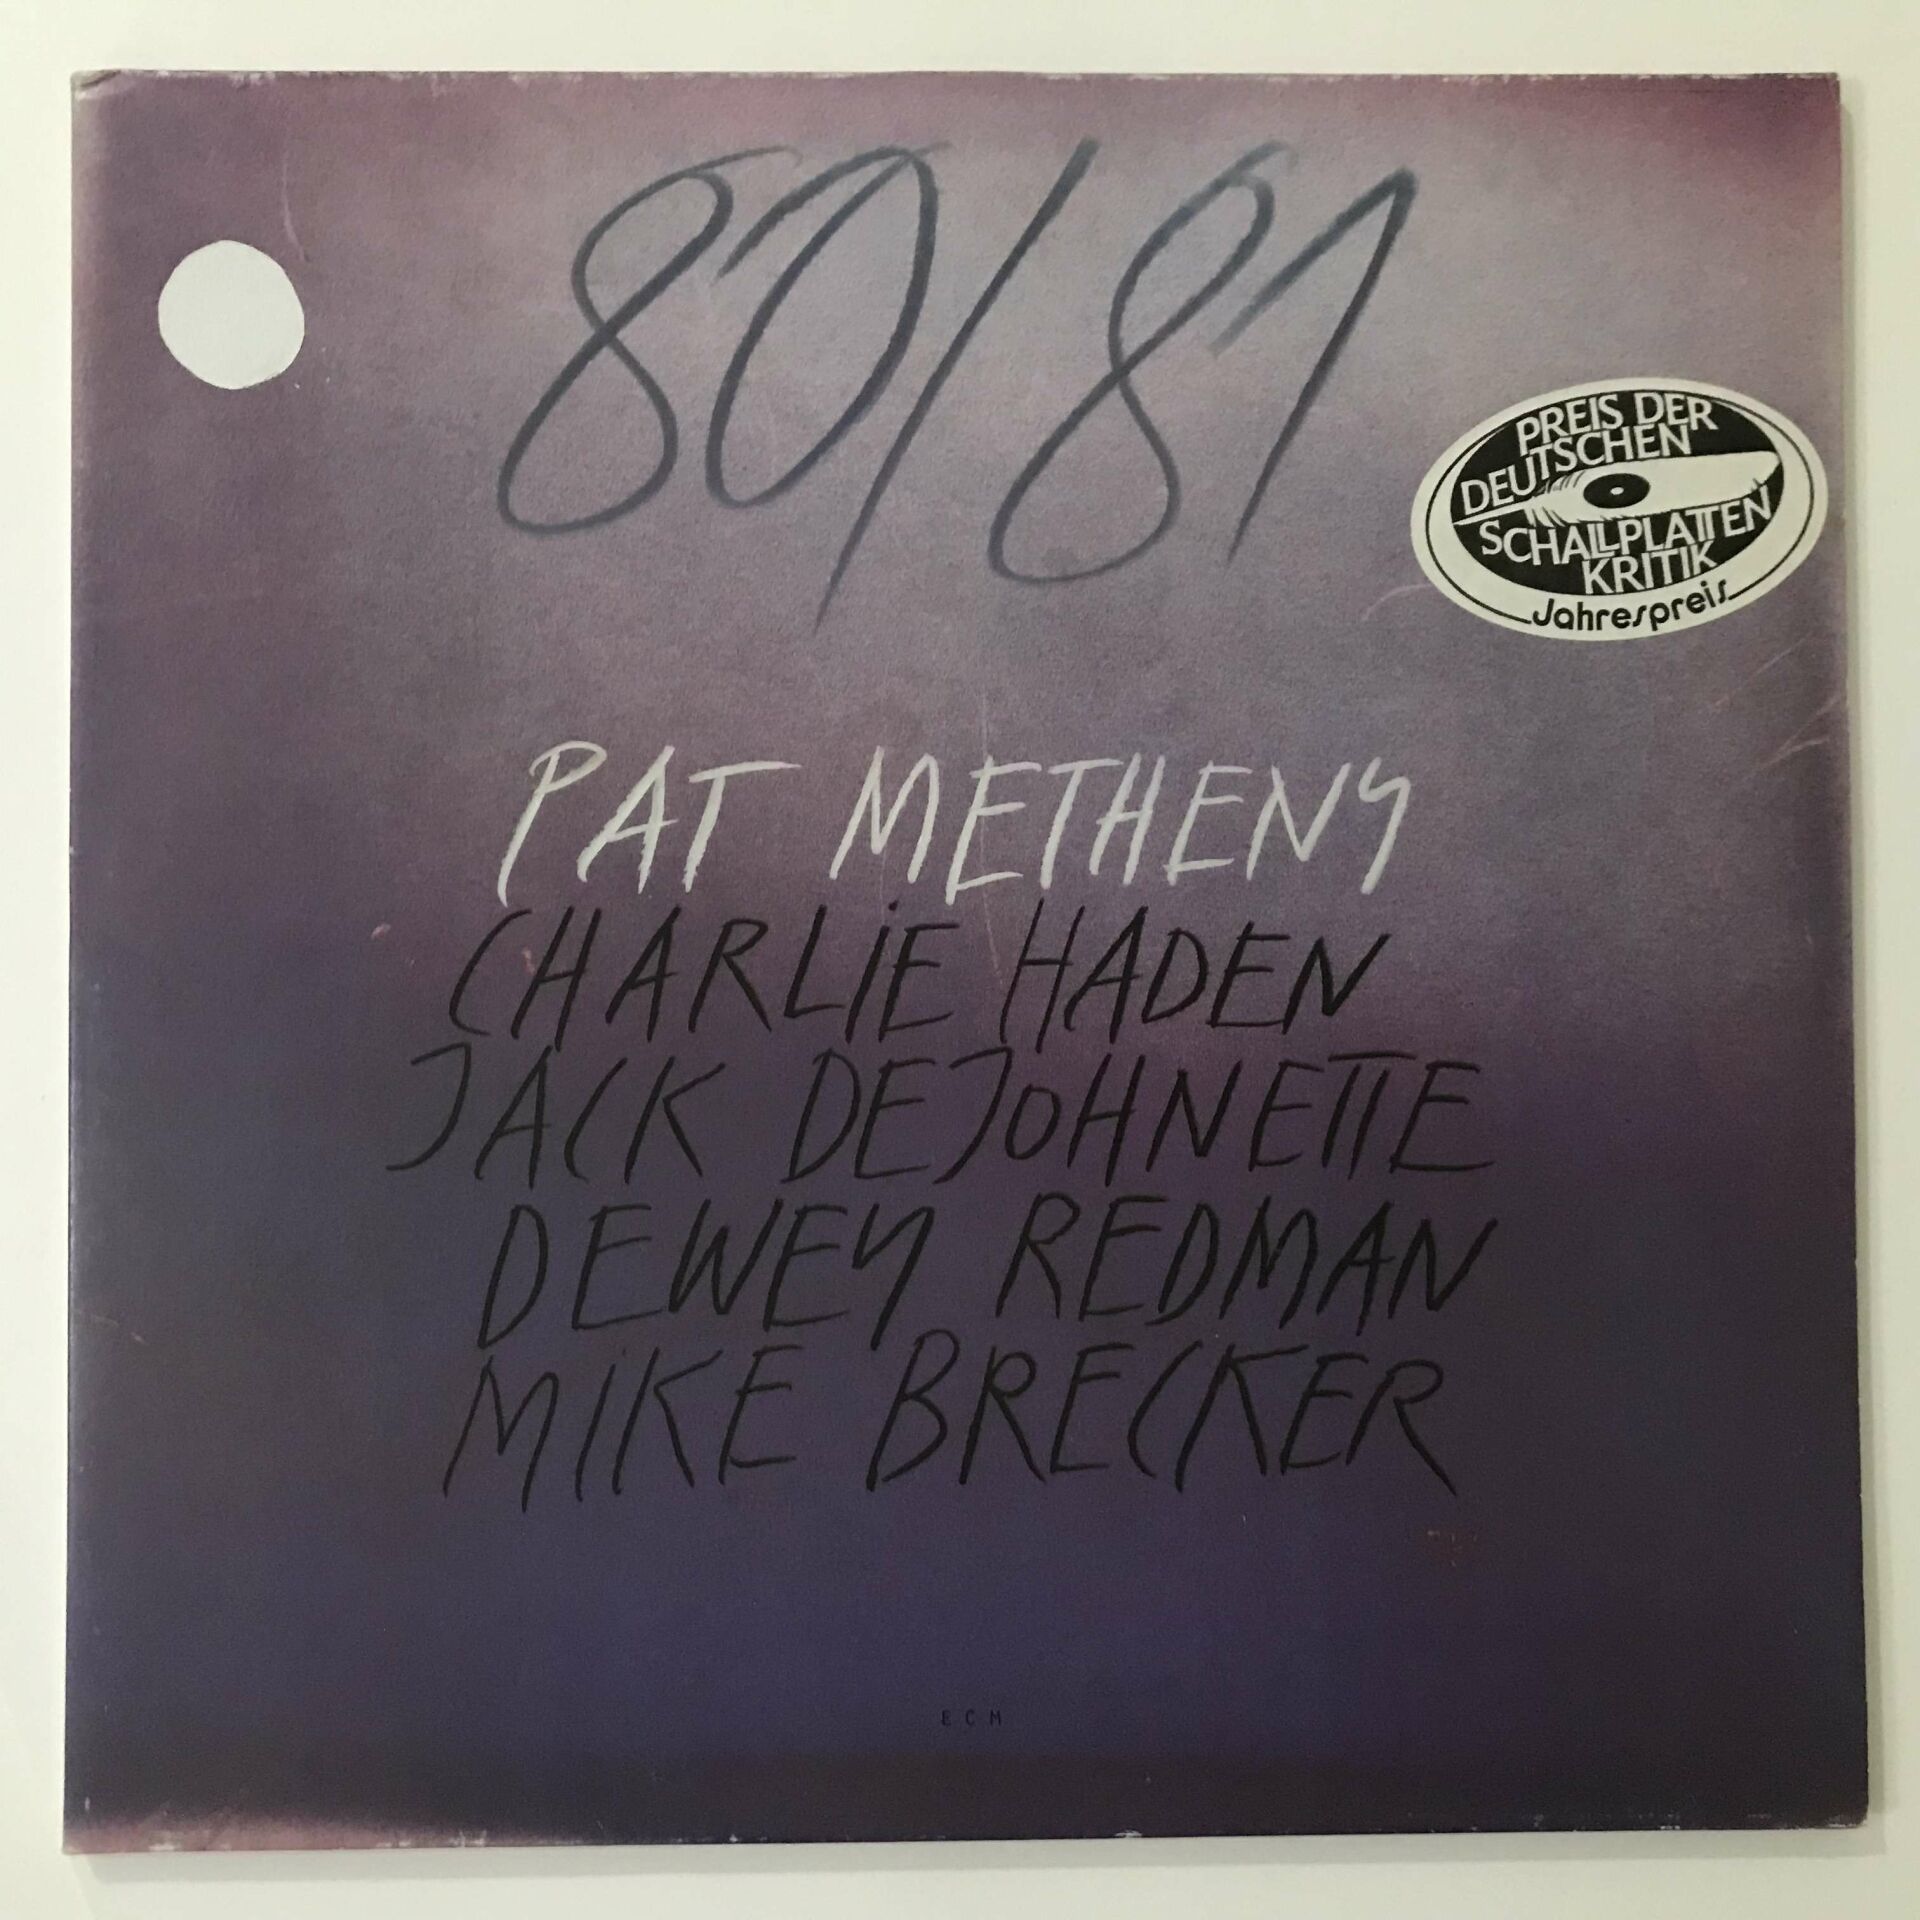 80/81
PREIS DER
DEUTSCHEN
SCHALLPLATTEN
KRITIK
Jahrespreis
PAT METHENY
CHARLiE HADEN
JACK DEJOHNETTE
DEWEY REDMAN
MIKE BRECKER
ECM